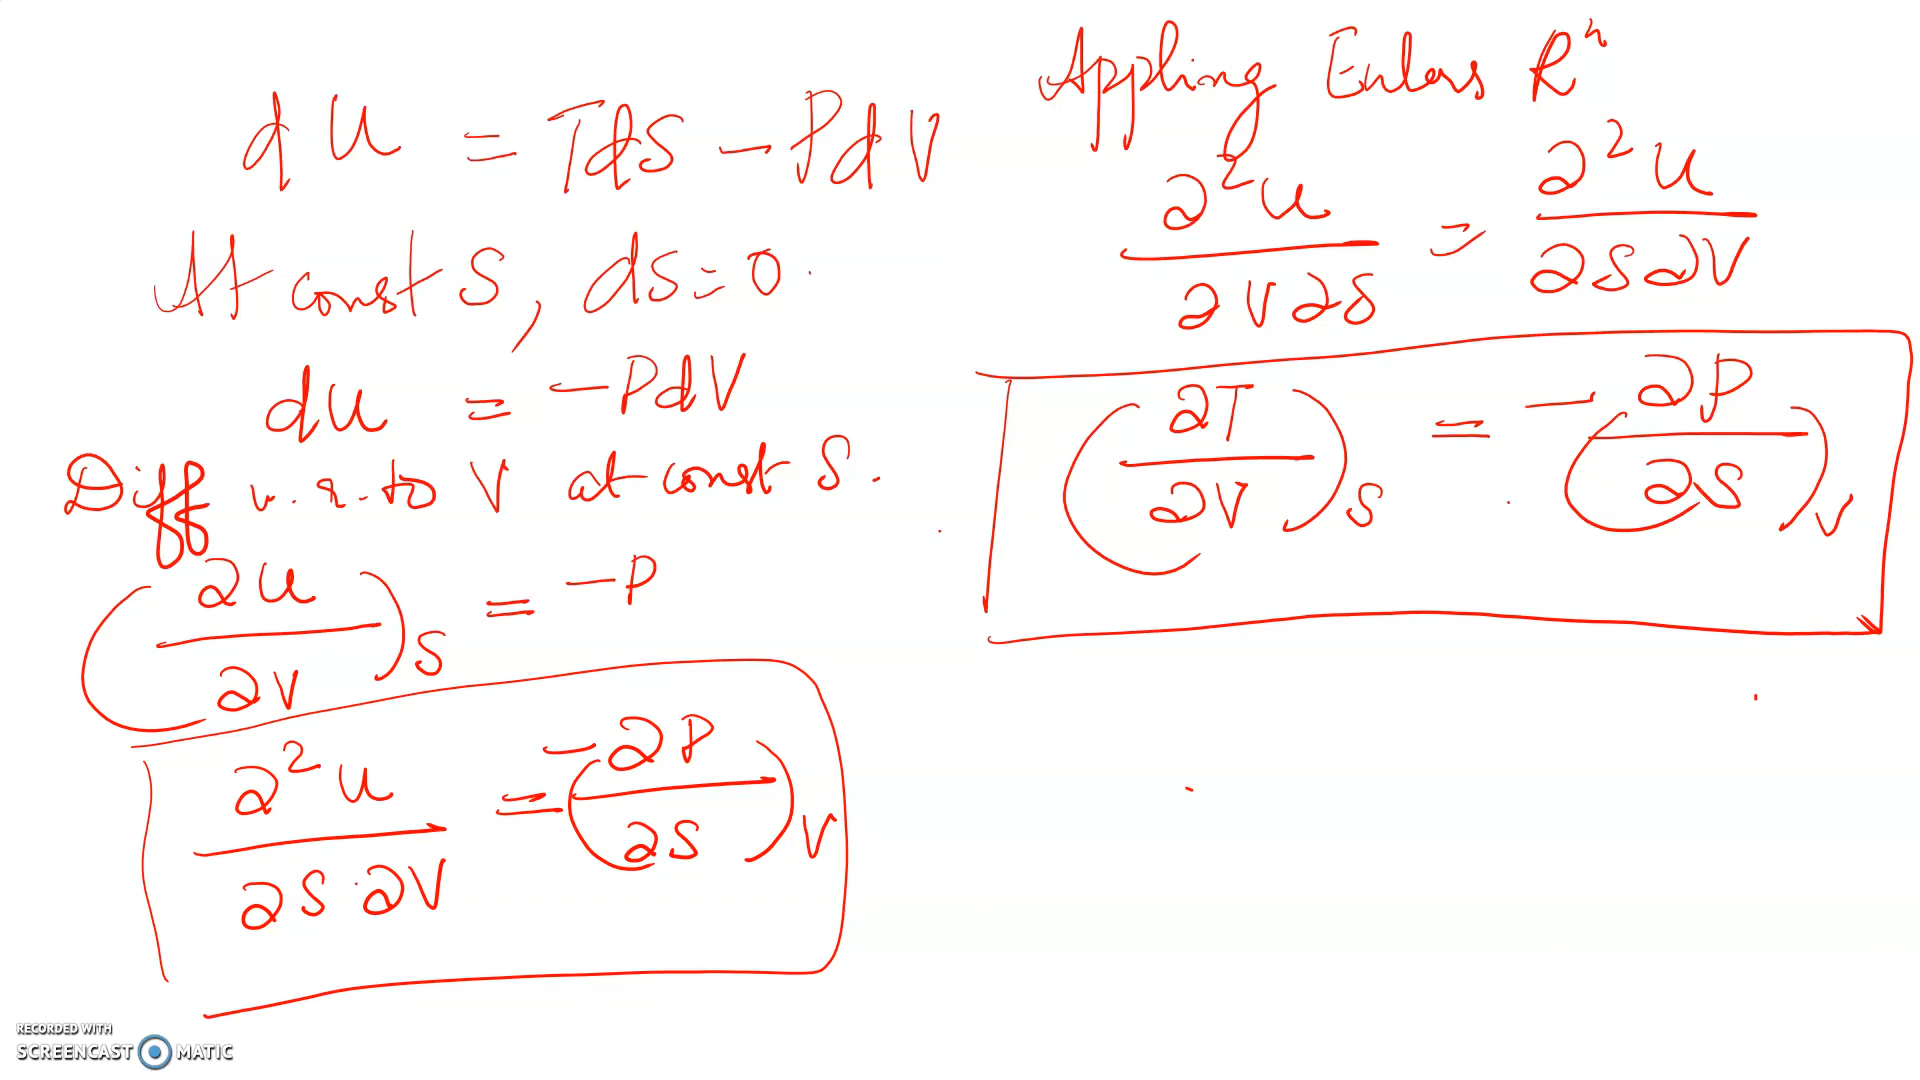 dU = TdS - PdV
At const S, dS = 0.
dU = -PdV
Diff w.r.to V at const S.
(∂U/∂V)_S = -P
∂²U/∂S.∂V = -(∂P/∂S)_V
Appling Eulers Rⁿ
∂²U/∂V∂S = ∂²U/∂S∂V
(∂T/∂V)_S = -(∂P/∂S)_V
RECORDED WITH
SCREENCAST MATIC